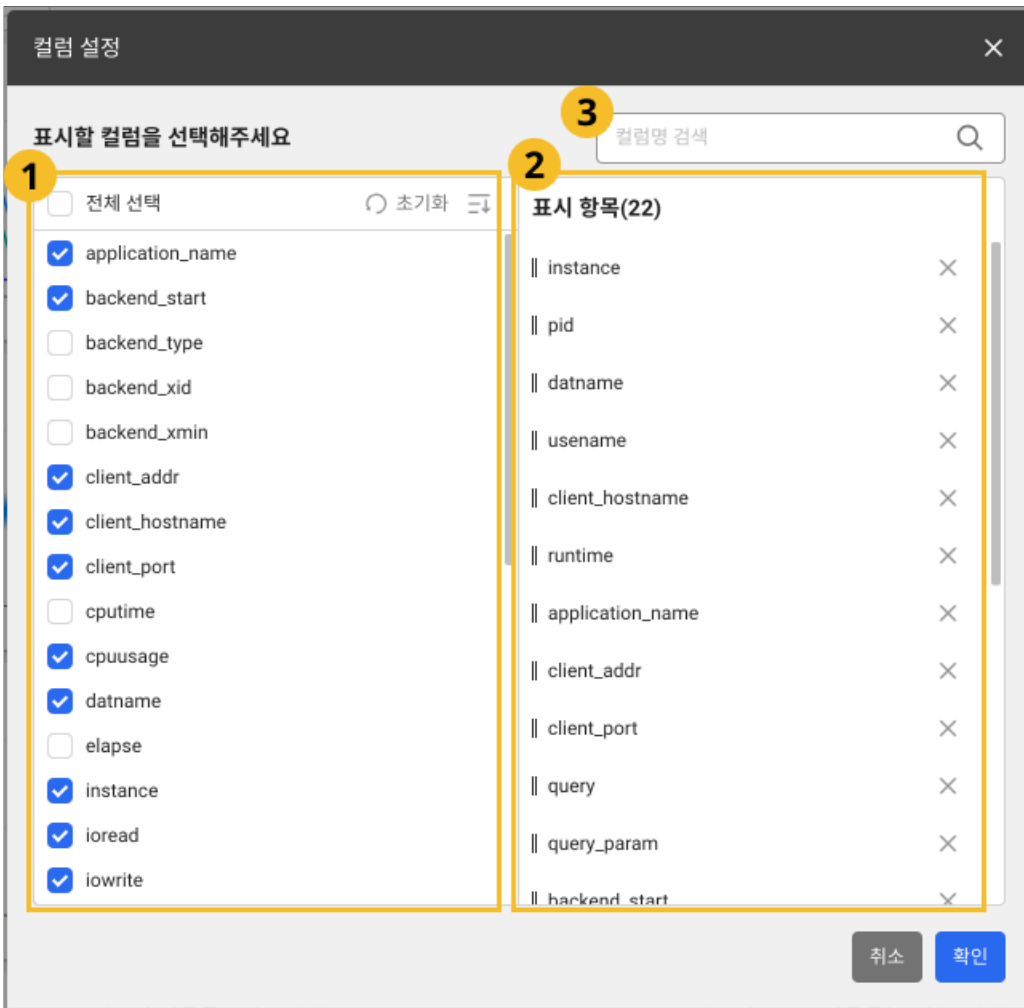 컬럼 설정
표시할 컬럼을 선택해주세요
3
컬럼명 검색
1
전체 선택
초기화
application_name
backend_start
backend_type
backend_xid
backend_xmin
client_addr
client_hostname
client_port
cputime
cpuusage
datname
elapse
instance
ioread
iowrite
2
표시 항목(22)
instance
pid
datname
usename
client_hostname
runtime
application_name
client_addr
client_port
query
query_param
backend_start
취소
확인